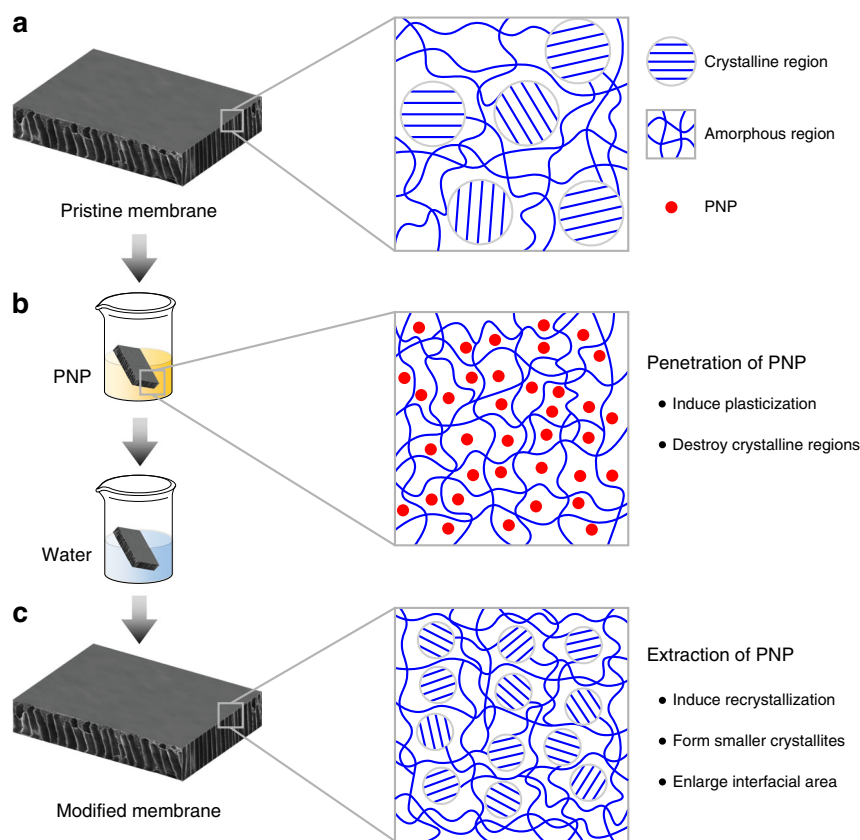 a
Crystalline region
Amorphous region
PNP
Pristine membrane
b
PNP
Penetration of PNP
• Induce plasticization
• Destroy crystalline regions
Water
c
Extraction of PNP
• Induce recrystallization
• Form smaller crystallites
• Enlarge interfacial area
Modified membrane